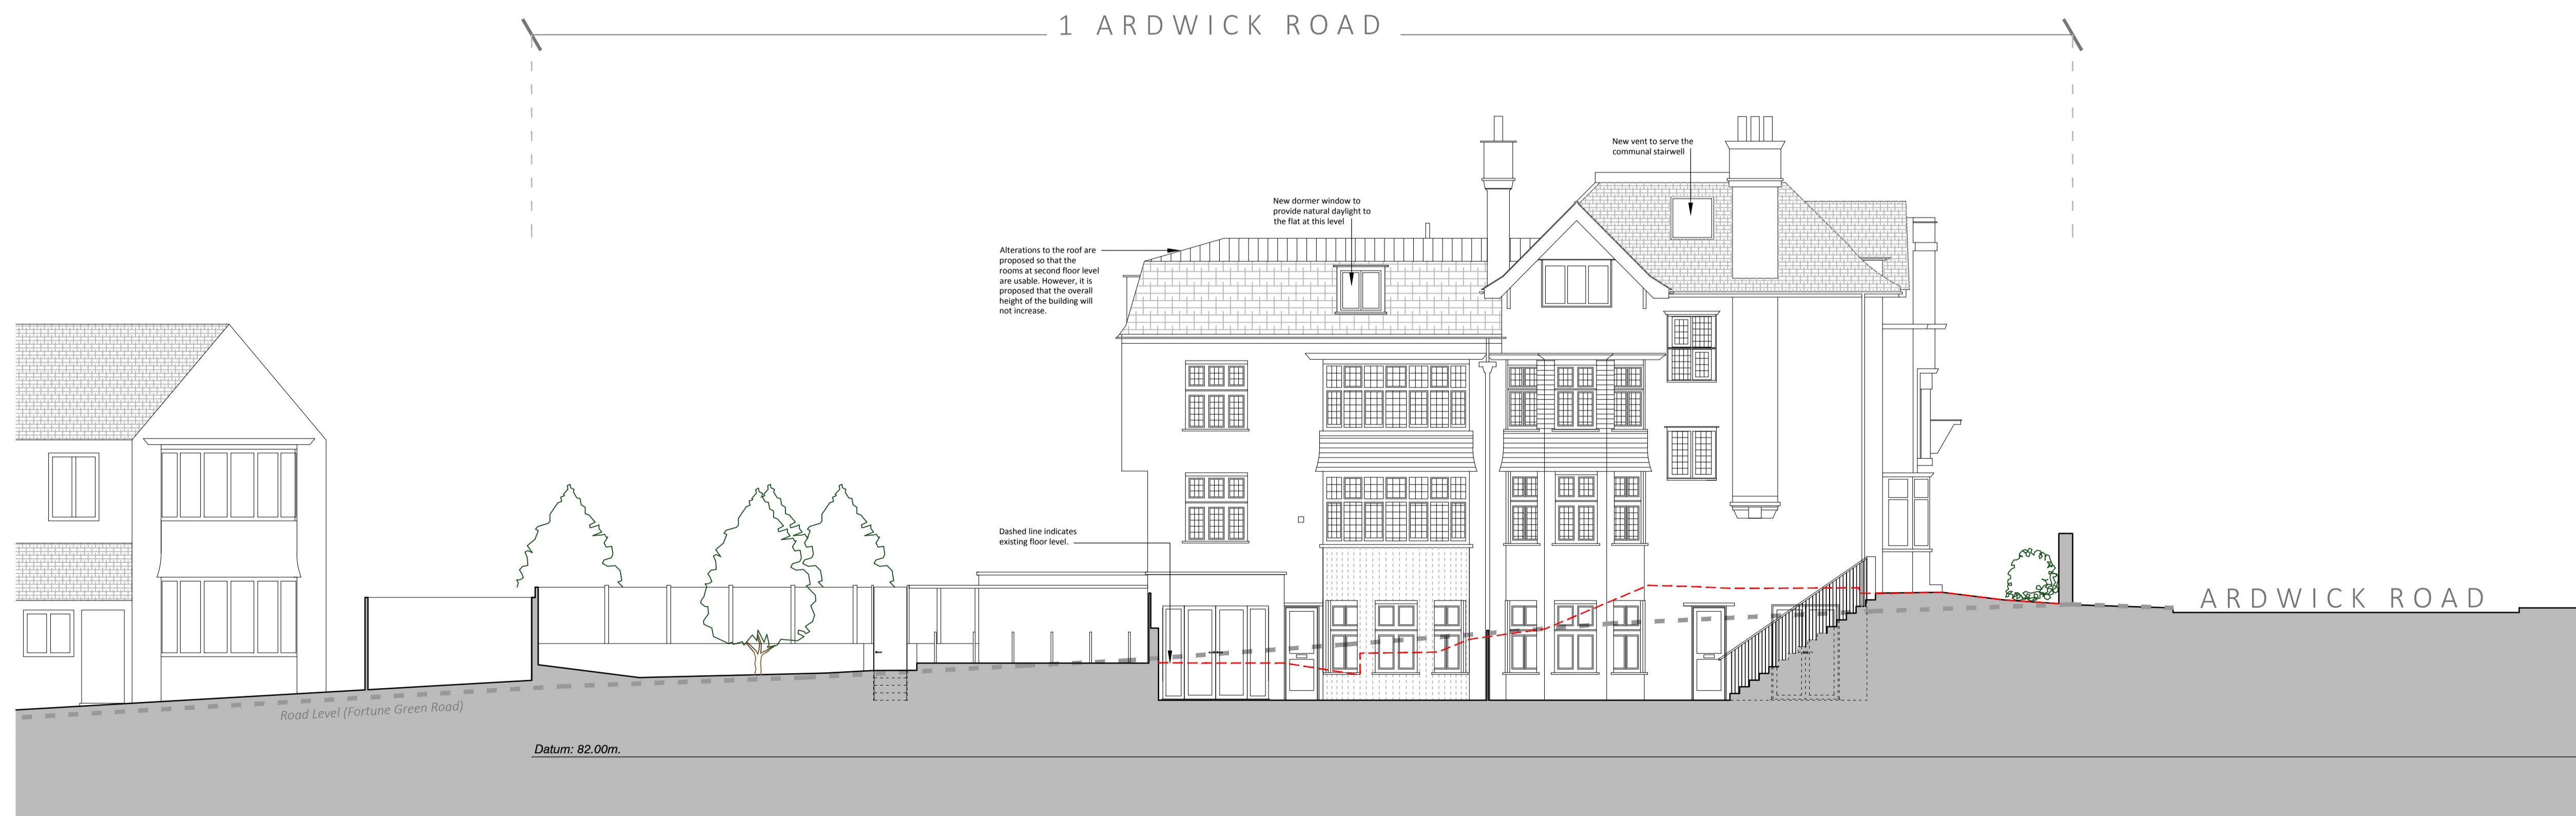 1 ARDWICK ROAD
New vent to serve the
communal stairwell
New dormer window to
provide natural daylight to
the flat at this level
Alterations to the roof are
proposed so that the
rooms at second floor level
are usable. However, it is
proposed that the overall
height of the building will
not increase.
Dashed line indicates
existing floor level.
ARDWICK ROAD
Road Level (Fortune Green Road)
Datum: 82.00m.